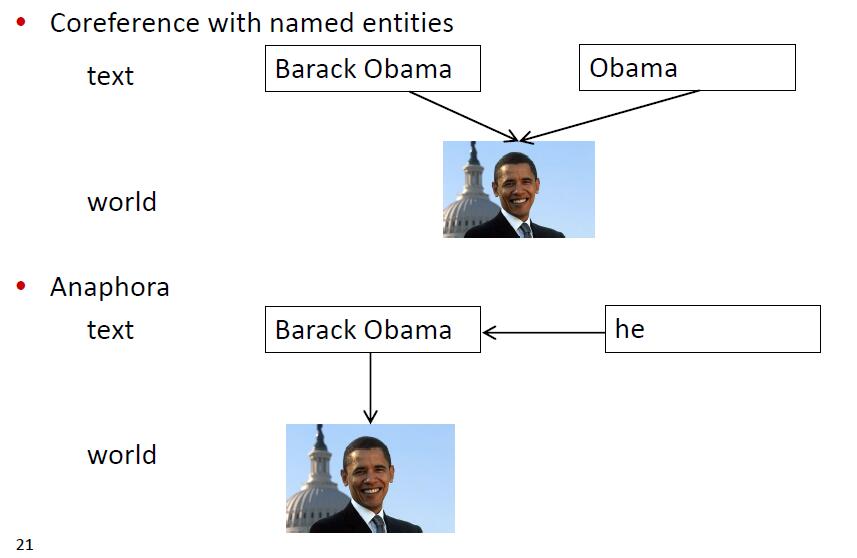 • Coreference with named entities
text Barack Obama Obama
world
• Anaphora
text Barack Obama he
world
21